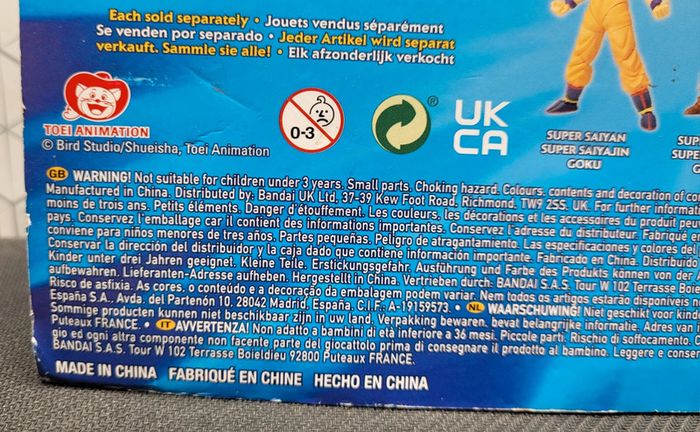 Each sold separately • Jouets vendus séparément
Se venden por separado • Jeder Artikel wird separat
verkauft. Sammle sie alle! • Elk afzonderlijk verkocht
TOEI ANIMATION
© Bird Studio/Shueisha, Toei Animation
0-3
®
UK
CA
SUPER SAIYAN
SUPER SAIYAJIN
GOKU
GB WARNING! Not suitable for children under 3 years. Small parts. Choking hazard. Colours, contents and decoration of
Manufactured in China. Distributed by: Bandai UK Ltd. 37-39 Kew Foot Road, Richmond, TW9 2SS, UK. For further information
moins de trois ans. Petits éléments. Danger d'étouffement. Les couleurs, les décorations et les accessoires du produit
pays. Conservez l'emballage car il contient des informations importantes. Conservez l'adresse du distributeur. Fabriqué
conviene para niños menores de tres años. Partes pequeñas. Peligro de atragantamiento. Las especificaciones y colores
Conservar la dirección del distribuidor y la caja dado que contiene información importante. Fabricado en China. Distribuido
Kinder unter drei Jahren geeignet. Kleine Teile. Erstickungsgefahr. Ausführung und Farbe des Produkts können von der
aufbewahren. Lieferanten-Adresse aufheben. Hergestellt in China. Vertrieben durch: BANDAI S.A.S. Tour W 102 Terrasse
Risco de asfixia. As cores, o conteúdo e a decoração da embalagem podem variar. Nem todos os artigos estarão disponíveis
España S.A., Avda. del Partenón 10, 28042 Madrid, España. C.I.F.: A-19159573. • NL WAARSCHUWING! Niet geschikt voor
Sommige producten kunnen niet beschikbaar zijn in uw land. Verpakking bewaren, bevat belangrijke informatie. Adres van
Puteaux FRANCE. • IT AVVERTENZA! Non adatto a bambini di età inferiore a 36 mesi. Piccole parti. Rischio di soffocamento.
gio ed ogni altra componente non facente parte del giocattolo prima di consegnare il prodotto al bambino. Leggere e
BANDAI S.A.S. Tour W 102 Terrasse Boieldieu 92800 Puteaux FRANCE.
MADE IN CHINA FABRIQUÉ EN CHINE HECHO EN CHINA